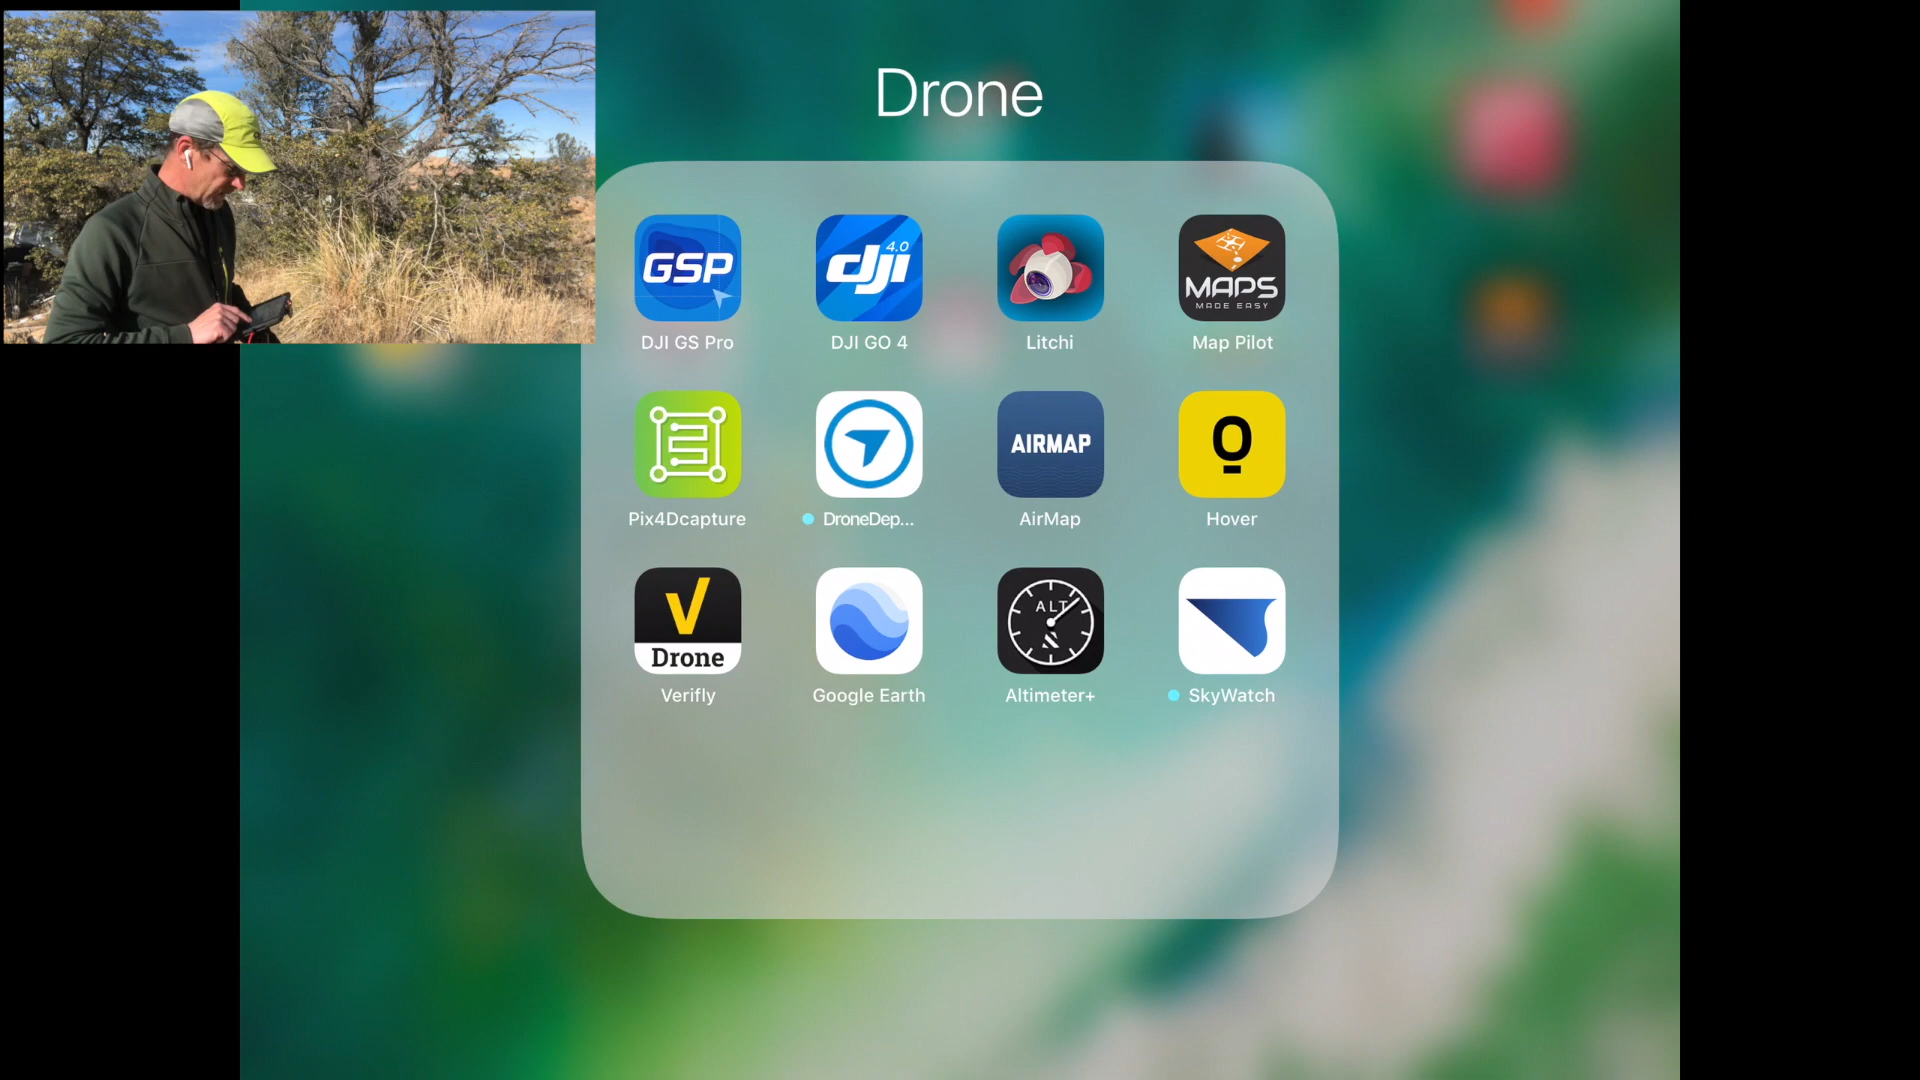 Drone
GSP
4.0
dji
MAPS
MADE EASY
DJI GS Pro
DJI GO 4
Litchi
Map Pilot
AIRMAP
Pix4Dcapture
DroneDep...
AirMap
Hover
Drone
ALT
Verifly
Google Earth
Altimeter+
SkyWatch